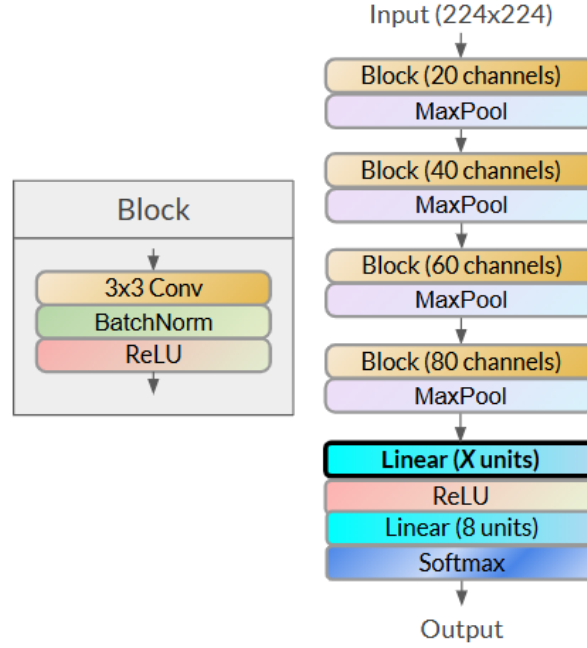 Block
3x3 Conv
BatchNorm
ReLU
Input (224x224)
Block (20 channels)
MaxPool
Block (40 channels)
MaxPool
Block (60 channels)
MaxPool
Block (80 channels)
MaxPool
Linear (X units)
ReLU
Linear (8 units)
Softmax
Output